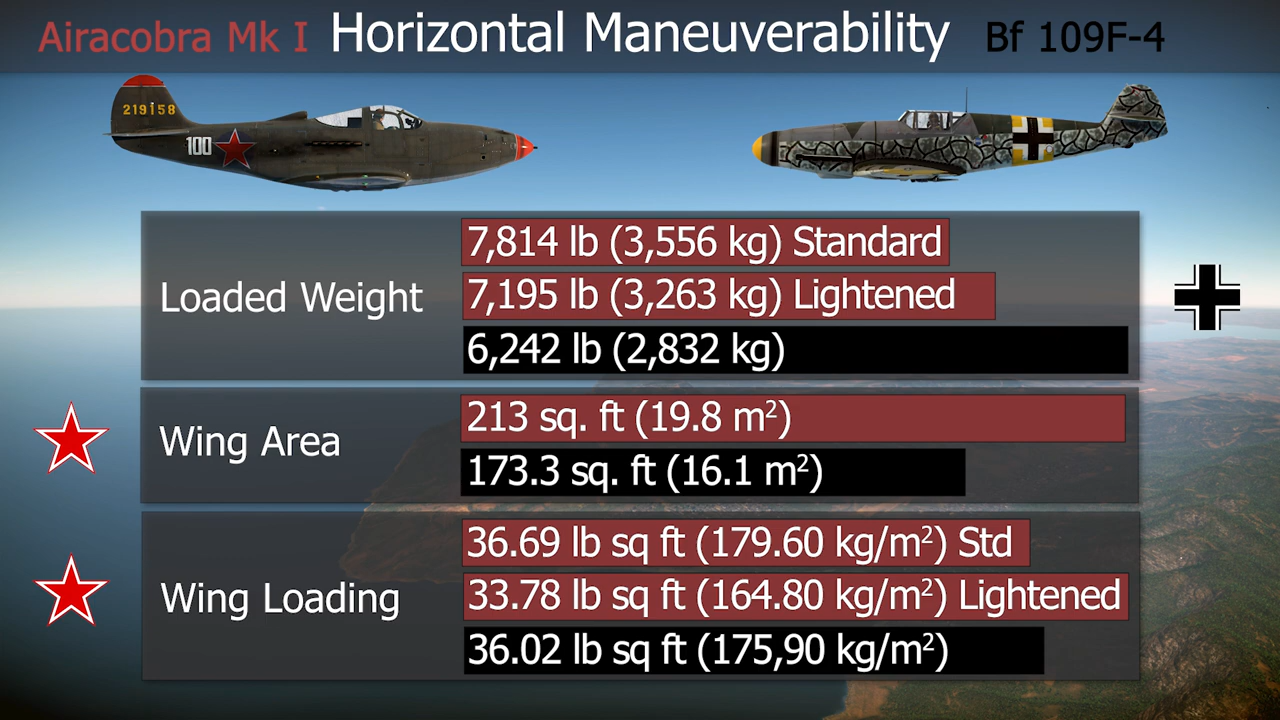 Airacobra Mk I Horizontal Maneuverability Bf 109F-4
219158
100
Loaded Weight
7,814 lb (3,556 kg) Standard
7,195 lb (3,263 kg) Lightened
6,242 lb (2,832 kg)
Wing Area
213 sq. ft (19.8 m²)
173.3 sq. ft (16.1 m²)
Wing Loading
36.69 lb sq ft (179.60 kg/m²) Std
33.78 lb sq ft (164.80 kg/m²) Lightened
36.02 lb sq ft (175,90 kg/m²)